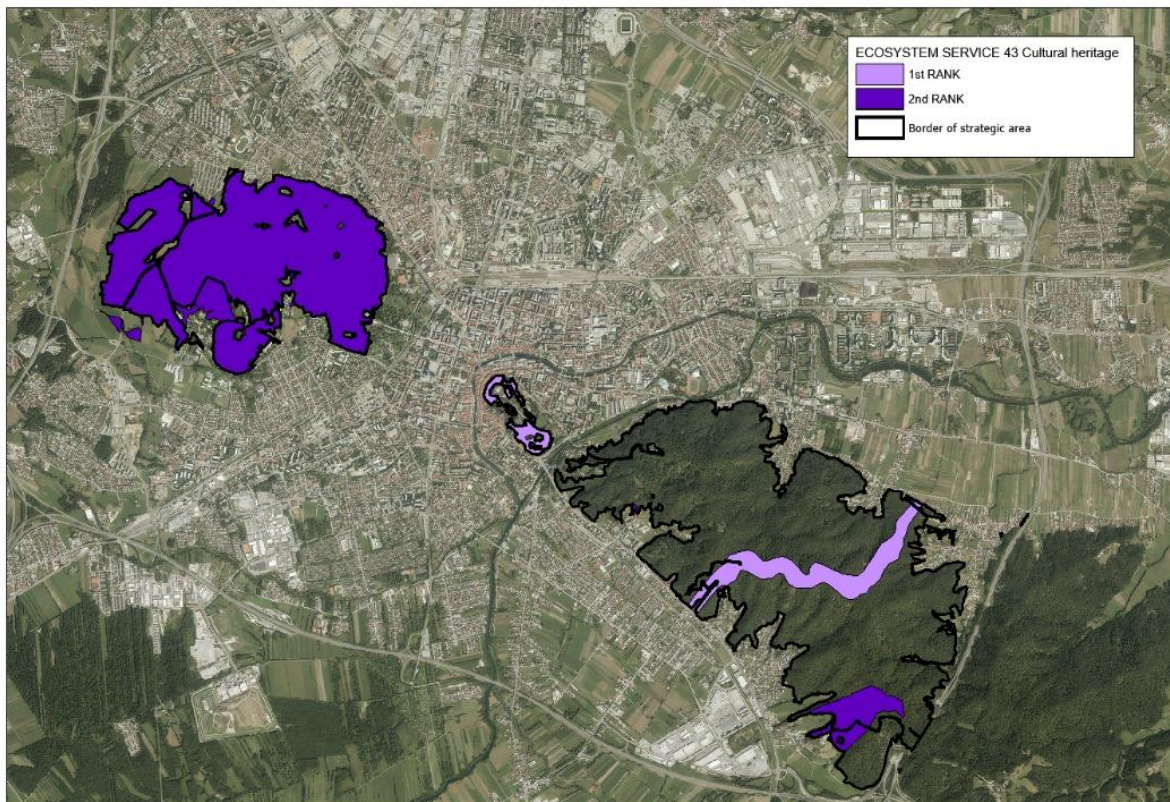 ECOSYSTEM SERVICE 43 Cultural heritage
1st RANK
2nd RANK
Border of strategic area